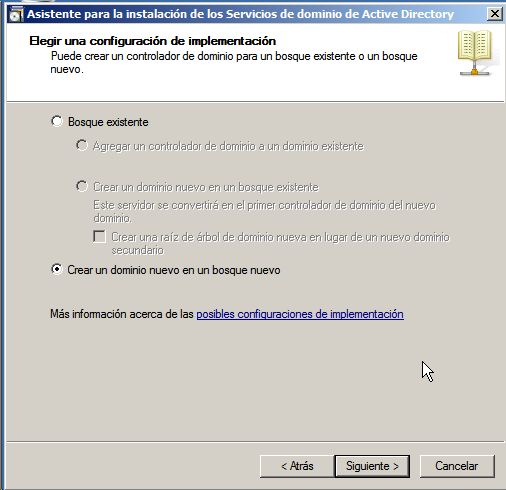 Asistente para la instalación de los Servicios de dominio de Active Directory
Elegir una configuración de implementación
Puede crear un controlador de dominio para un bosque existente o un bosque
nuevo.
Bosque existente
Agregar un controlador de dominio a un dominio existente
Crear un dominio nuevo en un bosque existente
Este servidor se convertirá en el primer controlador de dominio del nuevo
dominio.
Crear una raíz de árbol de dominio nueva en lugar de un nuevo dominio
secundario
Crear un dominio nuevo en un bosque nuevo
Más información acerca de las posibles configuraciones de implementación
< Atrás Siguiente > Cancelar